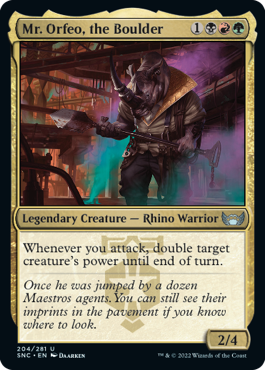 Mr. Orfeo, the Boulder 1
Legendary Creature — Rhino Warrior
Whenever you attack, double target
creature's power until end of turn.
Once he was jumped by a dozen
Maestros agents. You can still see their
imprints in the pavement if you know
where to look.
2/4
204/281 U
SNC • EN DAARKEN
™ & © 2022 Wizards of the Coast